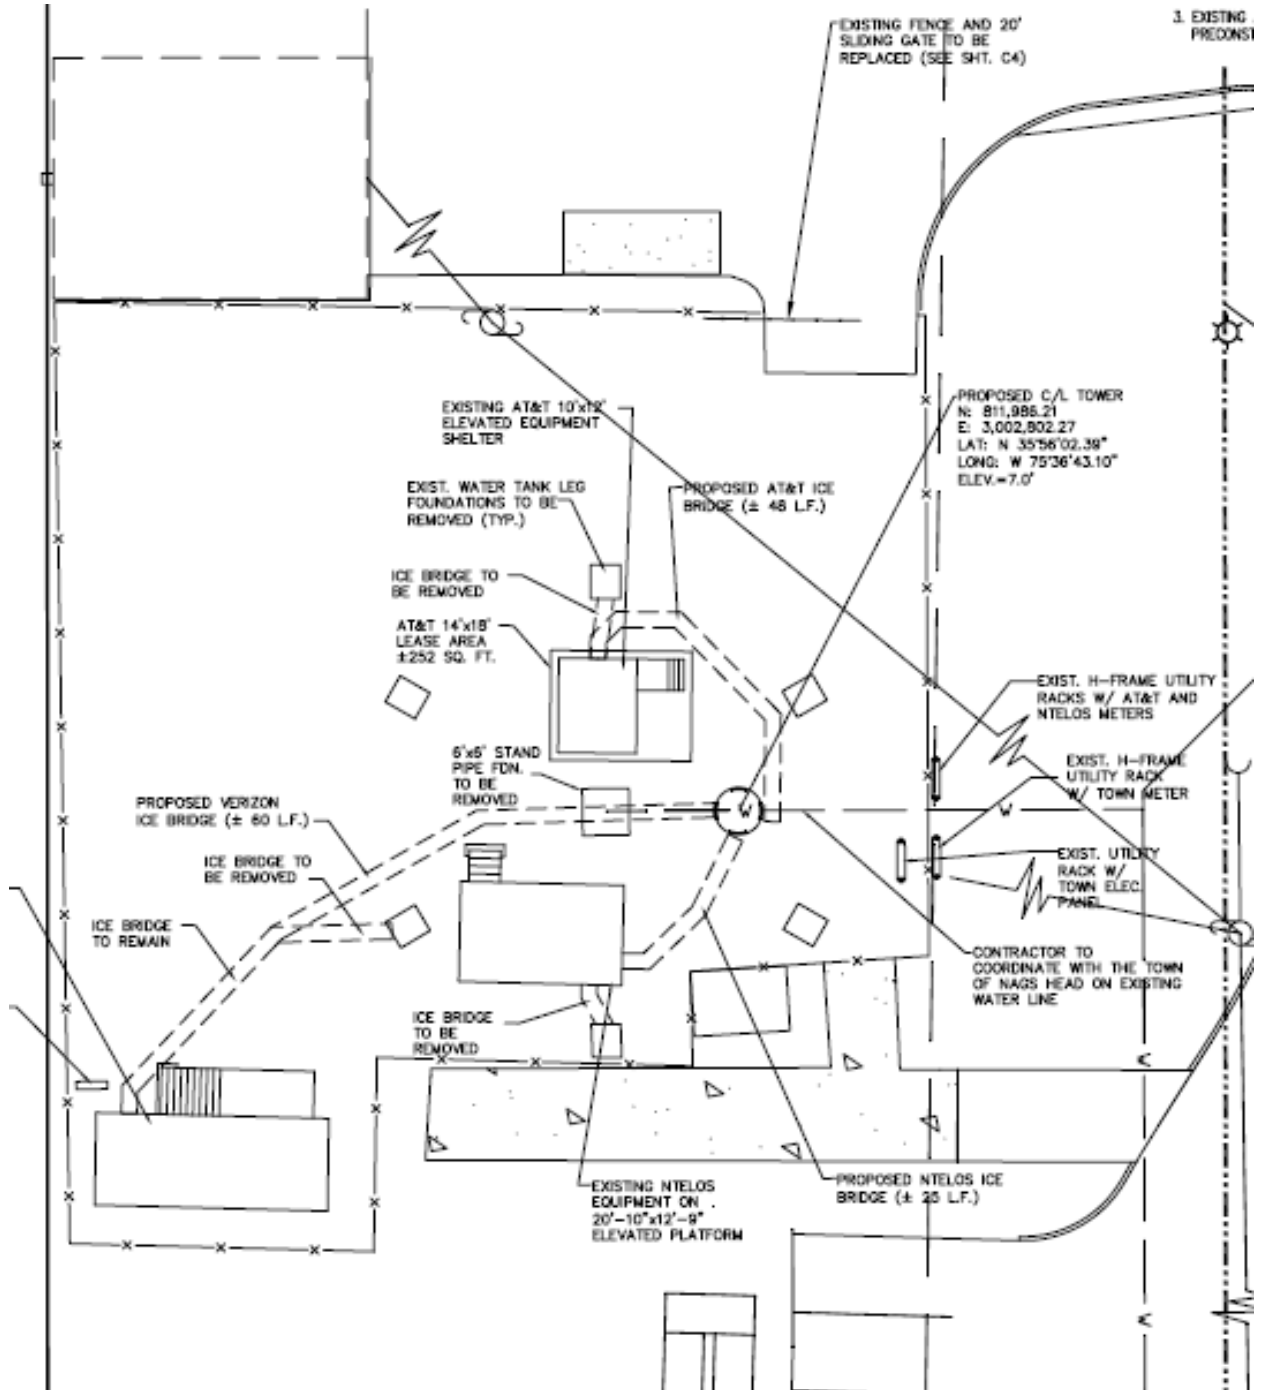 EXISTING FENCE AND 20'
SLIDING GATE TO BE
REPLACED (SEE SHT. C4)
3. EXISTING
PRECONST
EXISTING AT&T 10'x12'
ELEVATED EQUIPMENT
SHELTER
PROPOSED C/L TOWER
N: 811,986.21
E: 3,002,802.27
LAT: N 35°56'02.39"
LONG: W 75°36'43.10"
ELEV.=7.0'
EXIST. WATER TANK LEG
FOUNDATIONS TO BE
REMOVED (TYP.)
PROPOSED AT&T ICE
BRIDGE (± 48 L.F.)
ICE BRIDGE TO
BE REMOVED
AT&T 14'x18'
LEASE AREA
±252 SQ. FT.
EXIST. H-FRAME UTILITY
RACKS W/ AT&T AND
NTELOS METERS
6'x6' STAND
PIPE FDN.
TO BE
REMOVED
EXIST. H-FRAME
UTILITY RACK
W/ TOWN METER
PROPOSED VERIZON
ICE BRIDGE (± 60 L.F.)
W
W
ICE BRIDGE TO
BE REMOVED
EXIST. UTILITY
RACK W/
TOWN ELEC.
PANEL
ICE BRIDGE
TO REMAIN
CONTRACTOR TO
COORDINATE WITH THE TOWN
OF NAGS HEAD ON EXISTING
WATER LINE
ICE BRIDGE
TO BE
REMOVED
W
EXISTING NTELOS
EQUIPMENT ON
20'-10"x12'-9"
ELEVATED PLATFORM
PROPOSED NTELOS ICE
BRIDGE (± 25 L.F.)
W